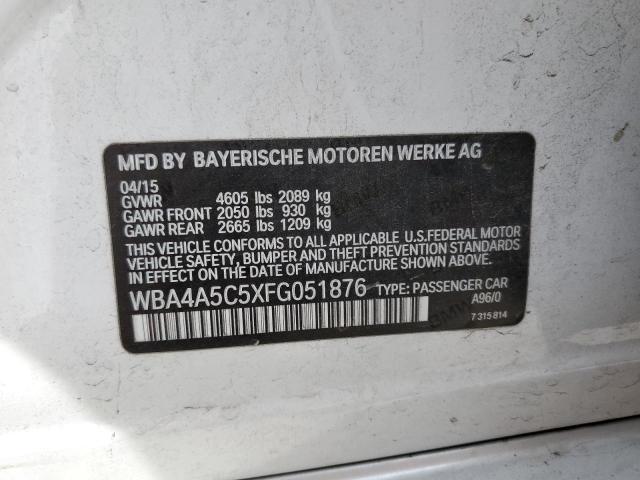 MFD BY BAYERISCHE MOTOREN WERKE AG
04/15
GVWR 4605 lbs 2089 kg
GAWR FRONT 2050 lbs 930 kg
GAWR REAR 2665 lbs 1209 kg
THIS VEHICLE CONFORMS TO ALL APPLICABLE U.S.FEDERAL MOTOR
VEHICLE SAFETY, BUMPER AND THEFT PREVENTION STANDARDS
IN EFFECT ON THE DATE OF MANUFACTURE SHOWN ABOVE.
WBA4A5C5XFG051876 TYPE: PASSENGER CAR
A96/0
7 315 814
BMW